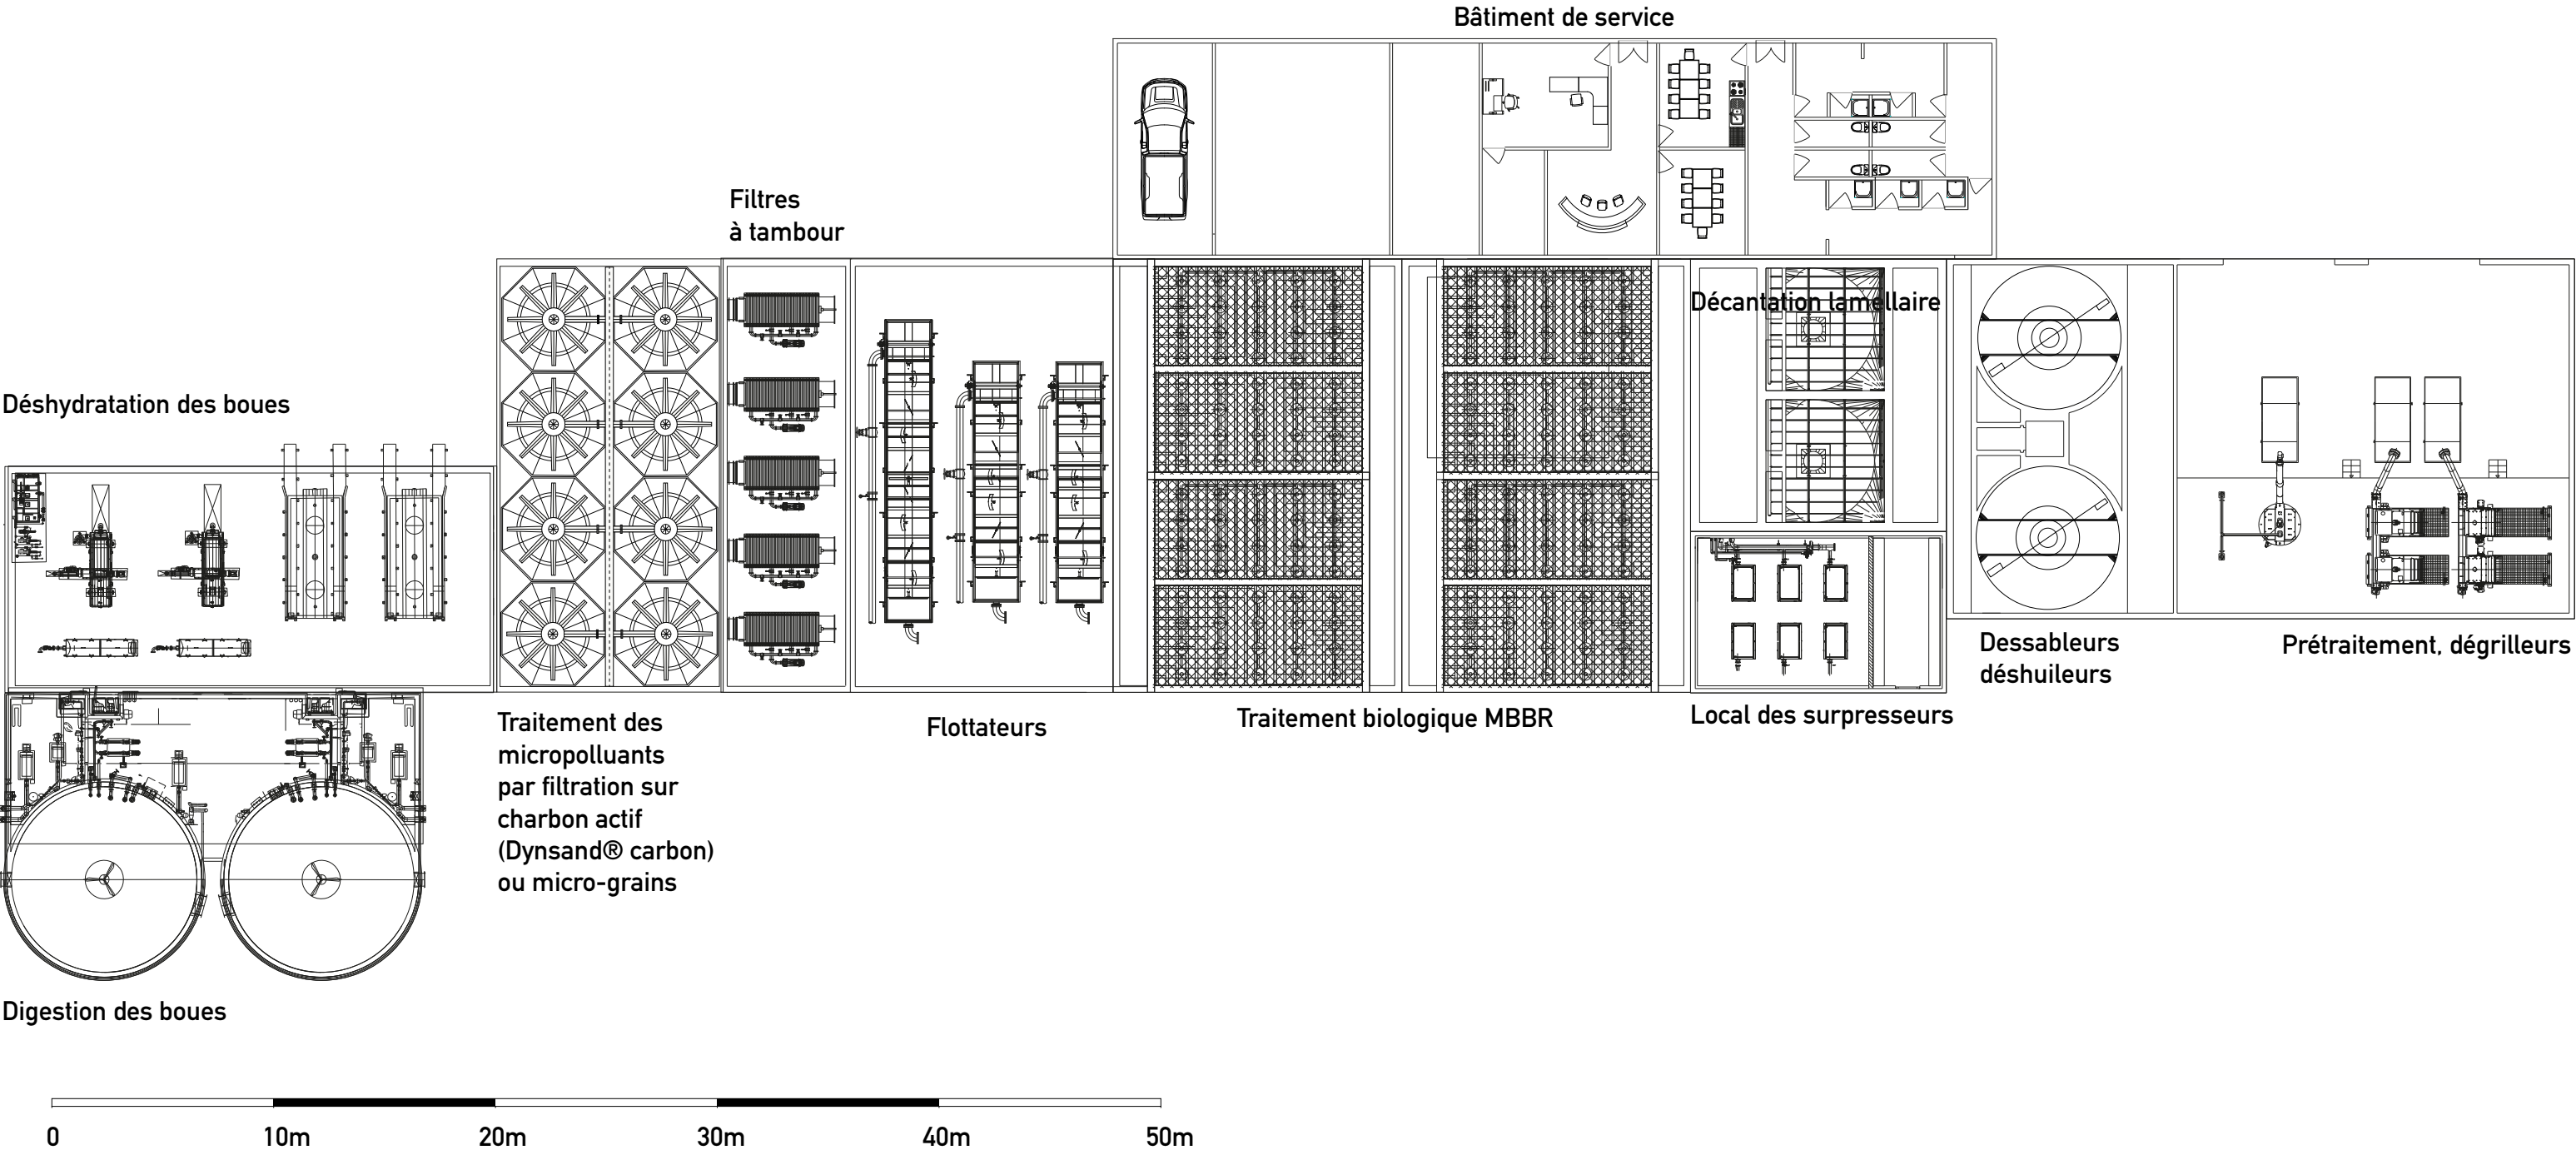 Bâtiment de service
Filtres
à tambour
Décantation lamellaire
Déshydratation des boues
Dessableurs
déshuileurs
Prétraitement, dégrilleurs
Traitement des
micropolluants
par filtration sur
charbon actif
(Dynsand® carbon)
ou micro-grains
Flottateurs
Traitement biologique MBBR
Local des surpresseurs
Digestion des boues
0 10m 20m 30m 40m 50m